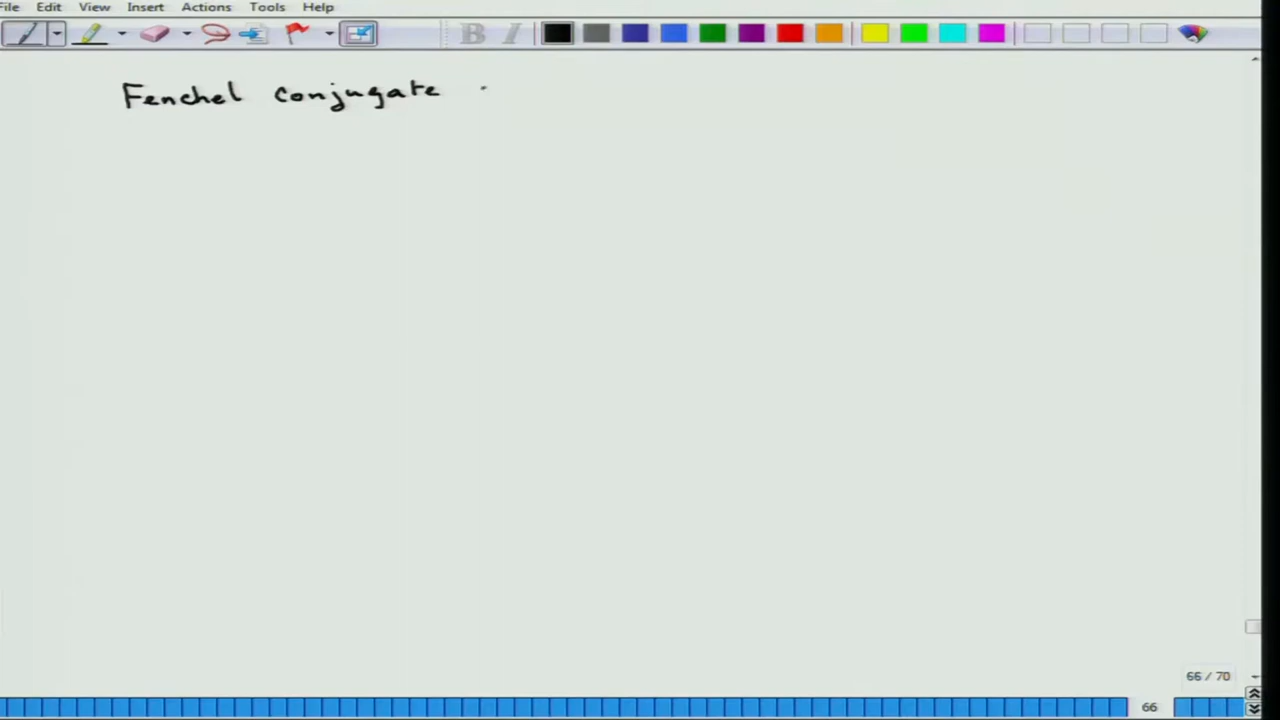 File Edit View Insert Actions Tools Help
B I
Fenchel conjugate
66 / 70
66